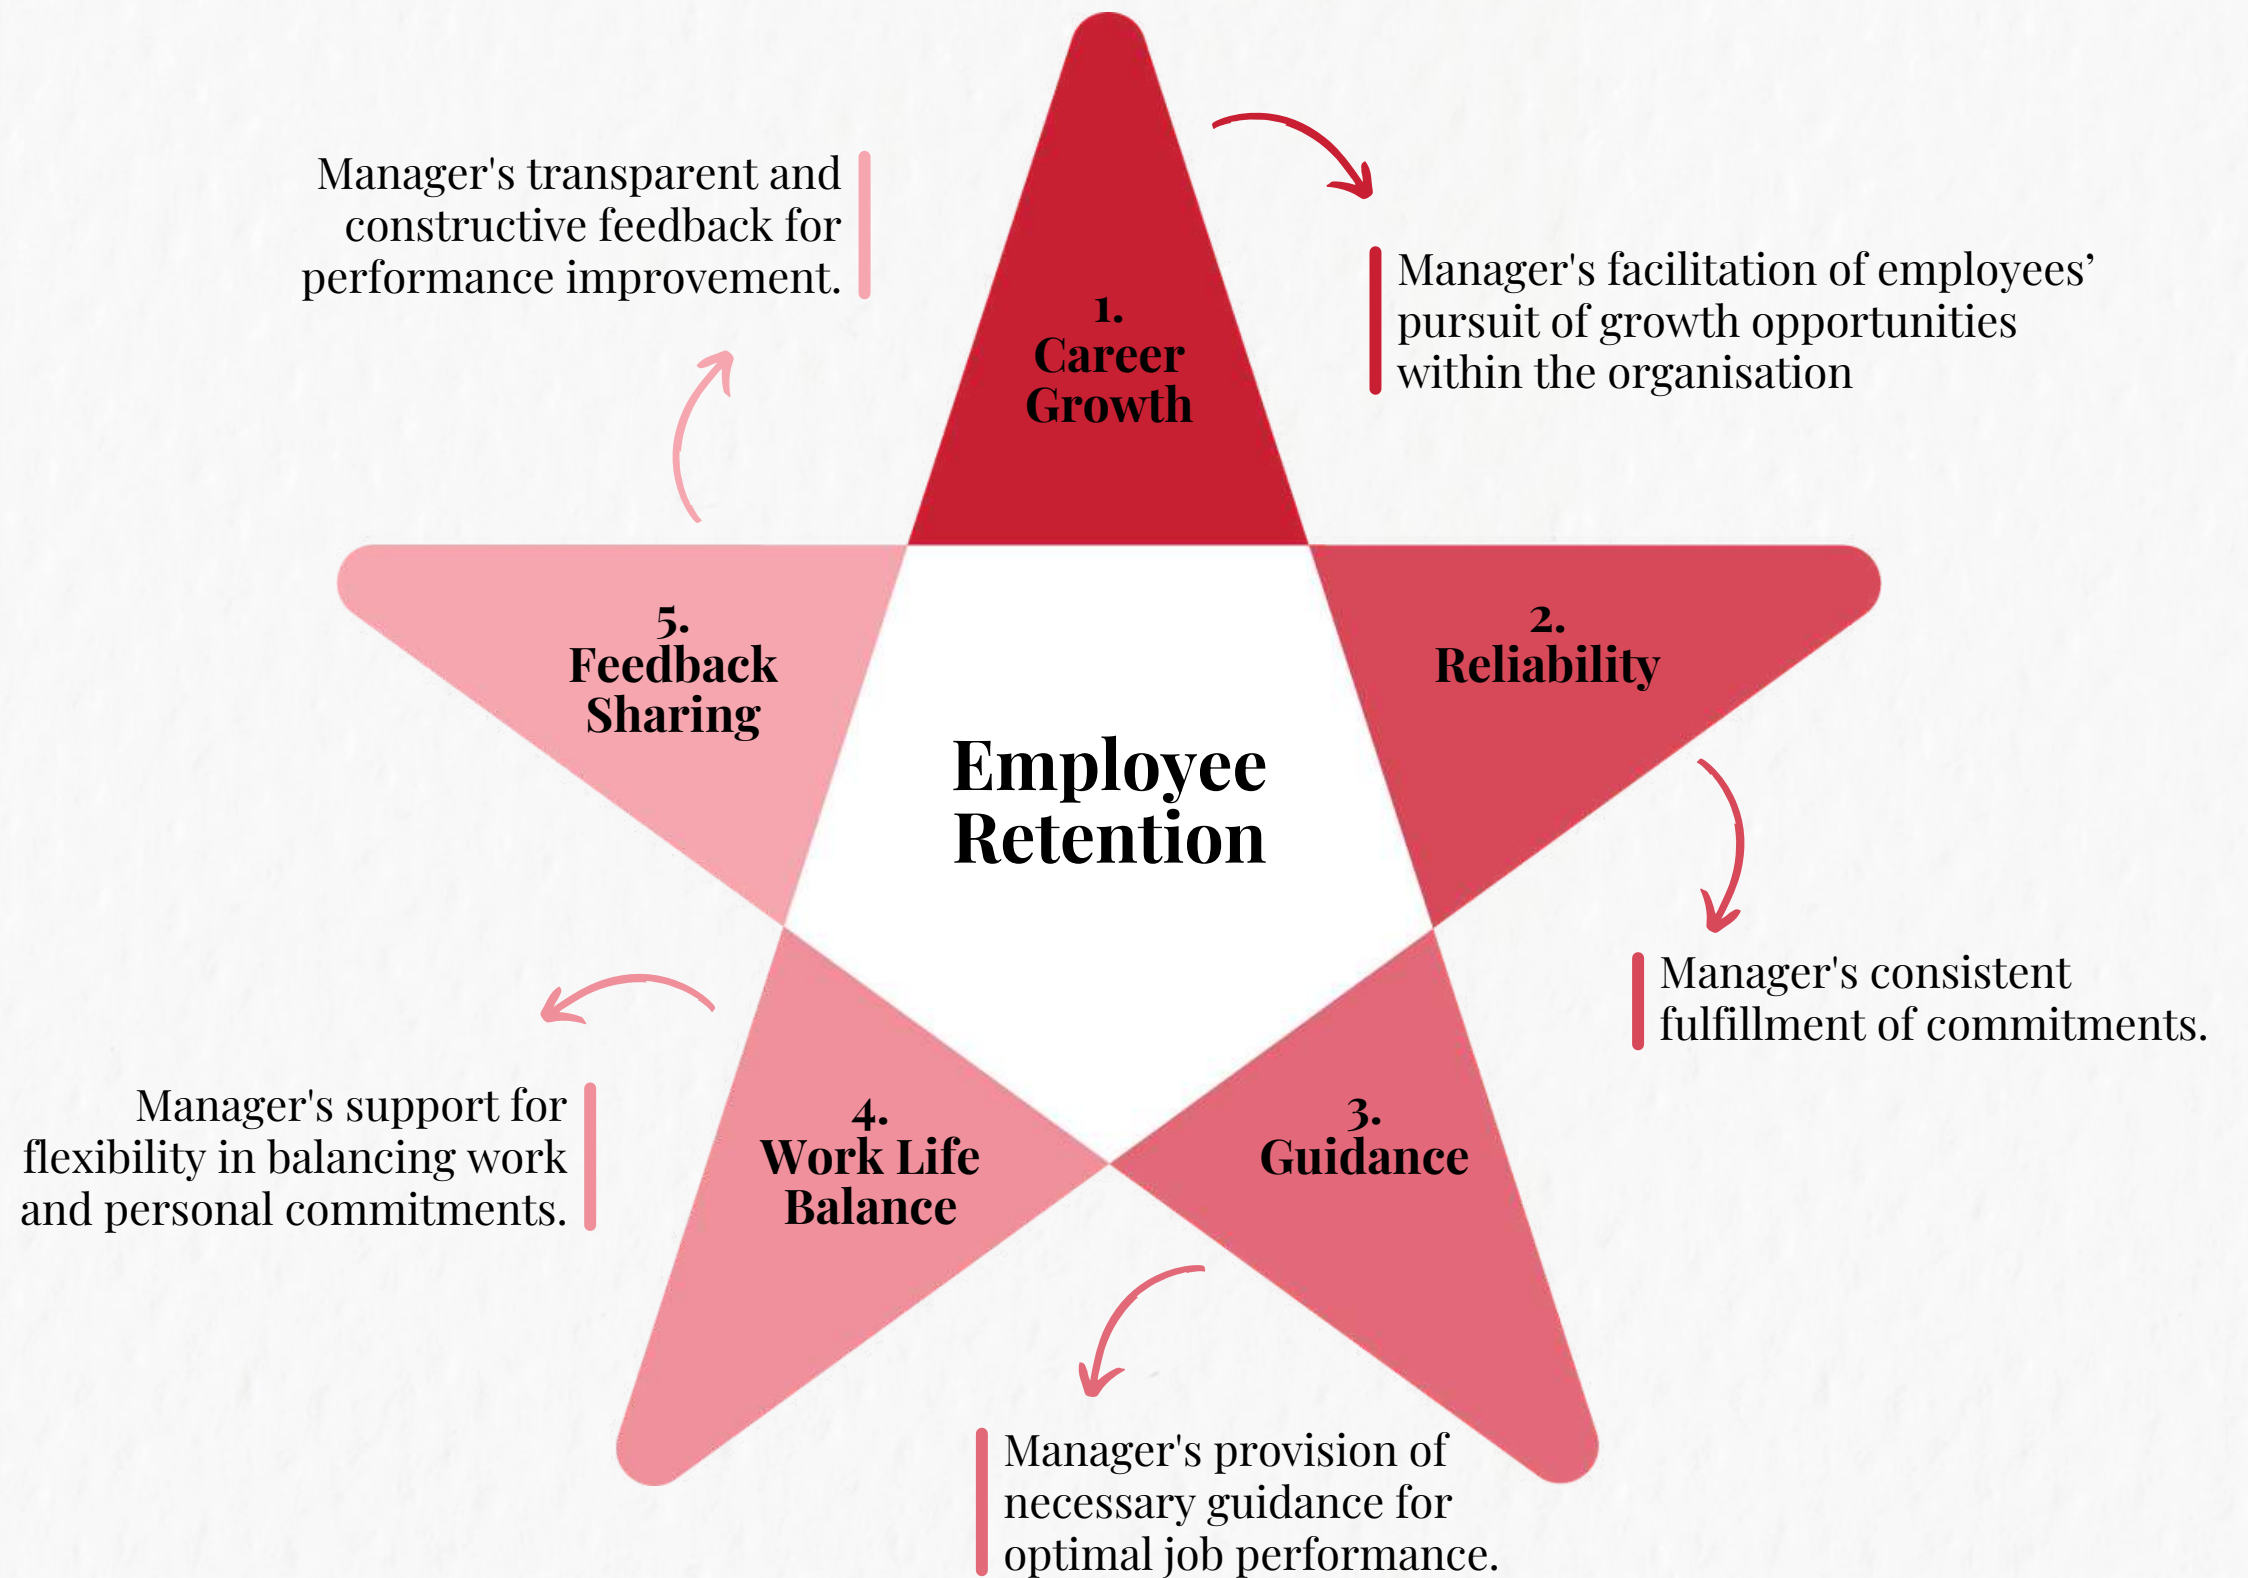 1.
Career
Growth
Manager's facilitation of employees’
pursuit of growth opportunities
within the organisation
2.
Reliability
Manager's consistent
fulfillment of commitments.
3.
Guidance
Manager's provision of
necessary guidance for
optimal job performance.
4.
Work Life
Balance
Manager's support for
flexibility in balancing work
and personal commitments.
5.
Feedback
Sharing
Manager's transparent and
constructive feedback for
performance improvement.
Employee
Retention